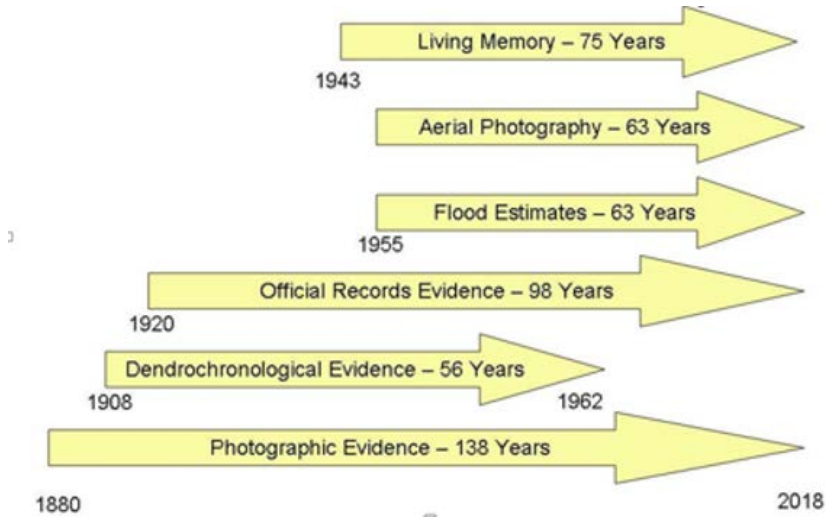 Living Memory – 75 Years
1943
Aerial Photography – 63 Years
Flood Estimates – 63 Years
1955
Official Records Evidence – 98 Years
1920
Dendrochronological Evidence – 56 Years
1908 1962
Photographic Evidence – 138 Years
1880 2018